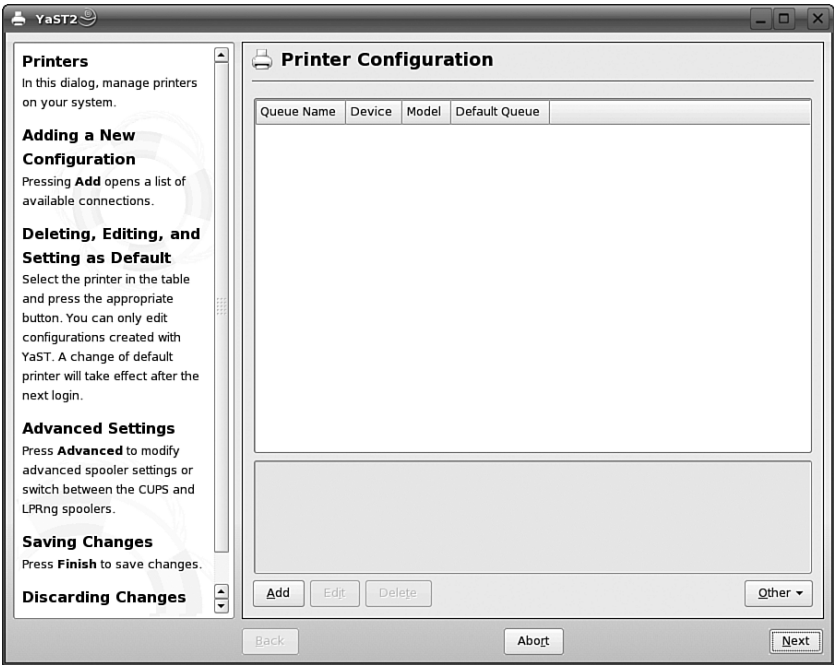 YaST2
Printers
In this dialog, manage printers
on your system.
Adding a New
Configuration
Pressing Add opens a list of
available connections.
Deleting, Editing, and
Setting as Default
Select the printer in the table
and press the appropriate
button. You can only edit
configurations created with
YaST. A change of default
printer will take effect after the
next login.
Advanced Settings
Press Advanced to modify
advanced spooler settings or
switch between the CUPS and
LPRng spoolers.
Saving Changes
Press Finish to save changes.
Discarding Changes
Printer Configuration
Queue Name Device Model Default Queue
Add Edit Delete Other
Back Abort Next